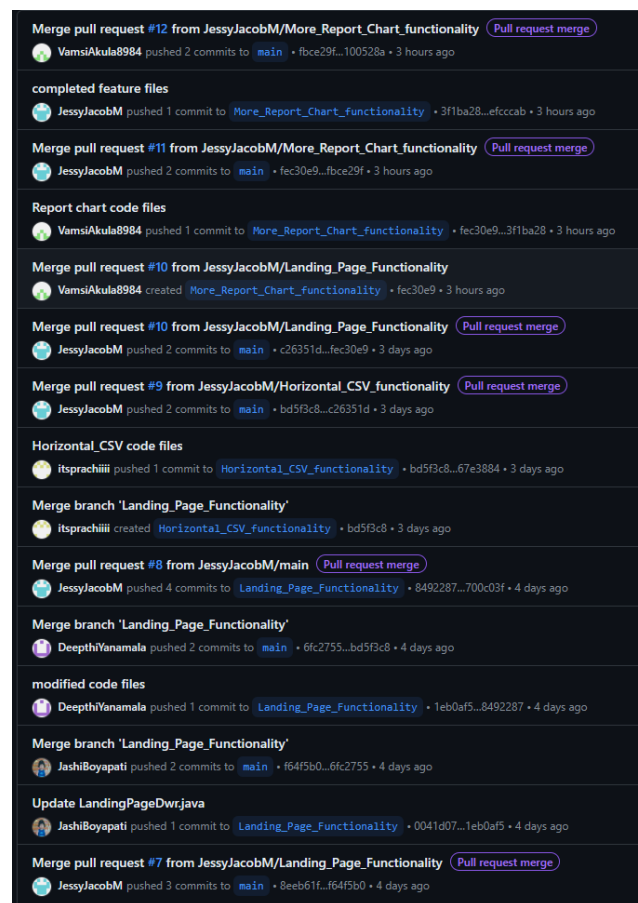 Merge pull request #12 from JessyJacobM/More_Report_Chart_functionality Pull request merge
VamsiAkula8984 pushed 2 commits to main • fbce29f...100528a • 3 hours ago
completed feature files
JessyJacobM pushed 1 commit to More_Report_Chart_functionality • 3f1ba28...efcccab • 3 hours ago
Merge pull request #11 from JessyJacobM/More_Report_Chart_functionality Pull request merge
JessyJacobM pushed 2 commits to main • fec30e9...fbce29f • 3 hours ago
Report chart code files
VamsiAkula8984 pushed 1 commit to More_Report_Chart_functionality • fec30e9...3f1ba28 • 3 hours ago
Merge pull request #10 from JessyJacobM/Landing_Page_Functionality
VamsiAkula8984 created More_Report_Chart_functionality • fec30e9 • 3 hours ago
Merge pull request #10 from JessyJacobM/Landing_Page_Functionality Pull request merge
JessyJacobM pushed 2 commits to main • c26351d...fec30e9 • 3 days ago
Merge pull request #9 from JessyJacobM/Horizontal_CSV_functionality Pull request merge
JessyJacobM pushed 2 commits to main • bd5f3c8...c26351d • 3 days ago
Horizontal_CSV code files
itsprachiiii pushed 1 commit to Horizontal_CSV_functionality • bd5f3c8...67e3884 • 3 days ago
Merge branch 'Landing_Page_Functionality'
itsprachiiii created Horizontal_CSV_functionality • bd5f3c8 • 3 days ago
Merge pull request #8 from JessyJacobM/main Pull request merge
JessyJacobM pushed 4 commits to Landing_Page_Functionality • 8492287...700c03f • 4 days ago
Merge branch 'Landing_Page_Functionality'
DeepthiYanamala pushed 2 commits to main • 6fc2755...bd5f3c8 • 4 days ago
modified code files
DeepthiYanamala pushed 1 commit to Landing_Page_Functionality • 1eb0af5...8492287 • 4 days ago
Merge branch 'Landing_Page_Functionality'
JashiBoyapati pushed 2 commits to main • f64f5b0...6fc2755 • 4 days ago
Update LandingPageDwr.java
JashiBoyapati pushed 1 commit to Landing_Page_Functionality • 0041d07...1eb0af5 • 4 days ago
Merge pull request #7 from JessyJacobM/Landing_Page_Functionality Pull request merge
JessyJacobM pushed 3 commits to main • 8eeb61f...f64f5b0 • 4 days ago